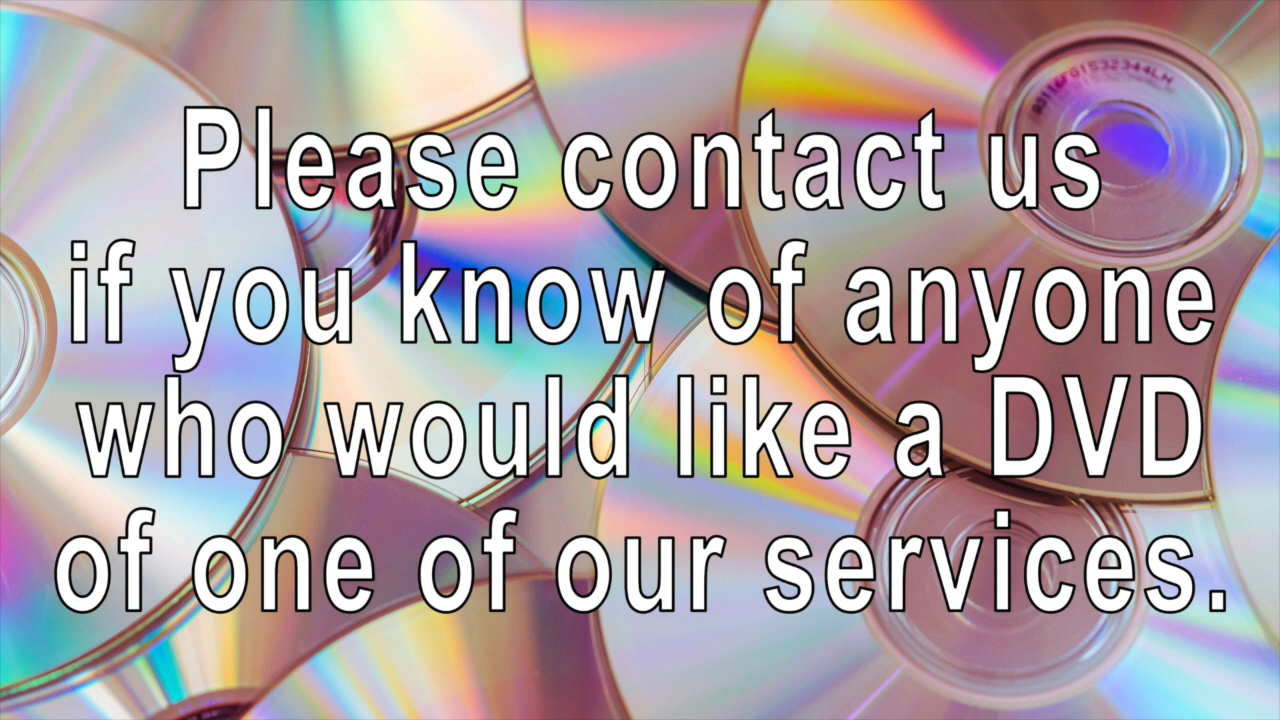 Please contact us
if you know of anyone
who would like a DVD
of one of our services.